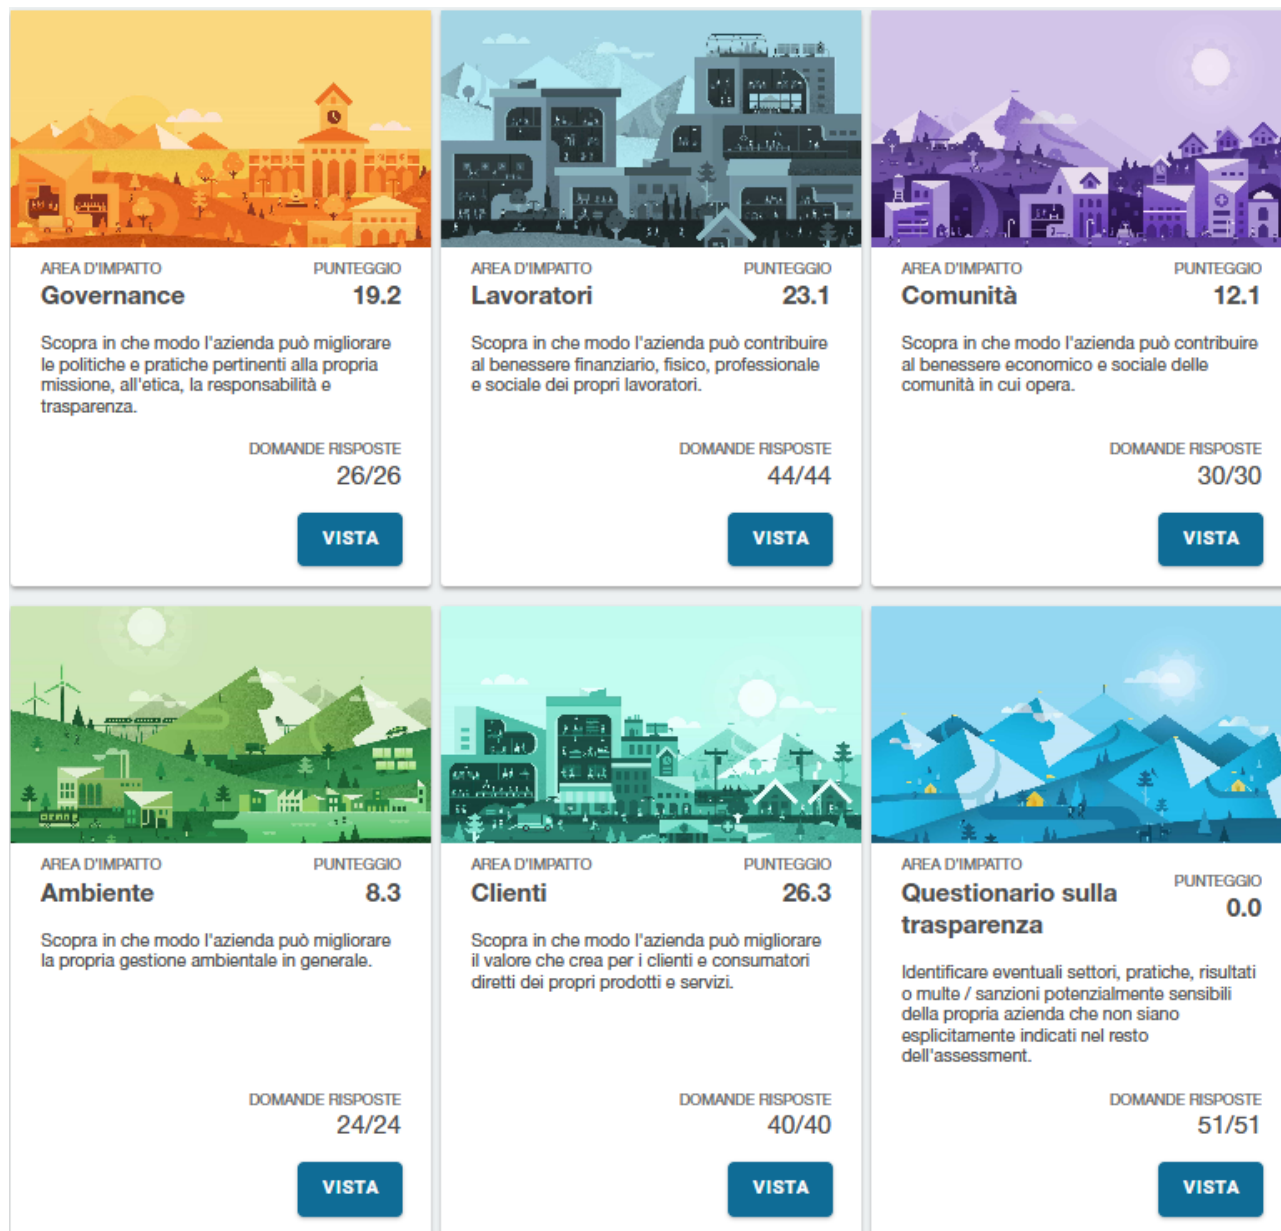 AREA D'IMPATTO PUNTEGGIO
Governance 19.2
Scopra in che modo l'azienda può migliorare
le politiche e pratiche pertinenti alla propria
missione, all'etica, la responsabilità e
trasparenza.
DOMANDE RISPOSTE
26/26
VISTA
AREA D'IMPATTO PUNTEGGIO
Lavoratori 23.1
Scopra in che modo l'azienda può contribuire
al benessere finanziario, fisico, professionale
e sociale dei propri lavoratori.
DOMANDE RISPOSTE
44/44
VISTA
AREA D'IMPATTO PUNTEGGIO
Comunità 12.1
Scopra in che modo l'azienda può contribuire
al benessere economico e sociale delle
comunità in cui opera.
DOMANDE RISPOSTE
30/30
VISTA
AREA D'IMPATTO PUNTEGGIO
Ambiente 8.3
Scopra in che modo l'azienda può migliorare
la propria gestione ambientale in generale.
DOMANDE RISPOSTE
24/24
VISTA
AREA D'IMPATTO PUNTEGGIO
Clienti 26.3
Scopra in che modo l'azienda può migliorare
il valore che crea per i clienti e consumatori
diretti dei propri prodotti e servizi.
DOMANDE RISPOSTE
40/40
VISTA
AREA D'IMPATTO
PUNTEGGIO
Questionario sulla
0.0
trasparenza
Identificare eventuali settori, pratiche, risultati
o multe / sanzioni potenzialmente sensibili
della propria azienda che non siano
esplicitamente indicati nel resto
dell'assessment.
DOMANDE RISPOSTE
51/51
VISTA